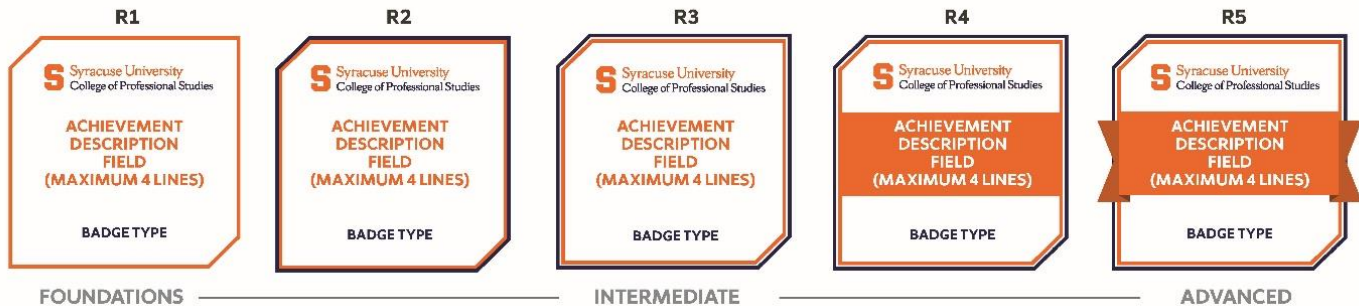 R1
R2
R3
R4
R5
S Syracuse University
College of Professional Studies
ACHIEVEMENT
DESCRIPTION
FIELD
(MAXIMUM 4 LINES)
BADGE TYPE
S Syracuse University
College of Professional Studies
ACHIEVEMENT
DESCRIPTION
FIELD
(MAXIMUM 4 LINES)
BADGE TYPE
S Syracuse University
College of Professional Studies
ACHIEVEMENT
DESCRIPTION
FIELD
(MAXIMUM 4 LINES)
BADGE TYPE
S Syracuse University
College of Professional Studies
ACHIEVEMENT
DESCRIPTION
FIELD
(MAXIMUM 4 LINES)
BADGE TYPE
S Syracuse University
College of Professional Studies
ACHIEVEMENT
DESCRIPTION
FIELD
(MAXIMUM 4 LINES)
BADGE TYPE
FOUNDATIONS
INTERMEDIATE
ADVANCED